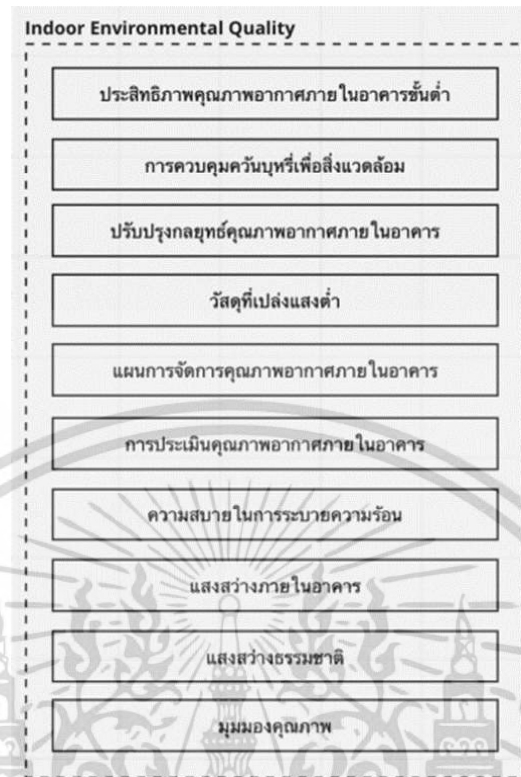 Indoor Environmental Quality
ประสิทธิภาพคุณภาพอากาศภายในอาคารขั้นต่ำ
การควบคุมควันบุหรี่เพื่อสิ่งแวดล้อม
ปรับปรุงกลยุทธ์คุณภาพอากาศภายในอาคาร
วัสดุที่เปล่งแสงต่ำ
แผนการจัดการคุณภาพอากาศภายในอาคาร
การประเมินคุณภาพอากาศภายในอาคาร
ความสบายในการระบายความร้อน
แสงสว่างภายในอาคาร
แสงสว่างธรรมชาติ
มุมมองคุณภาพ